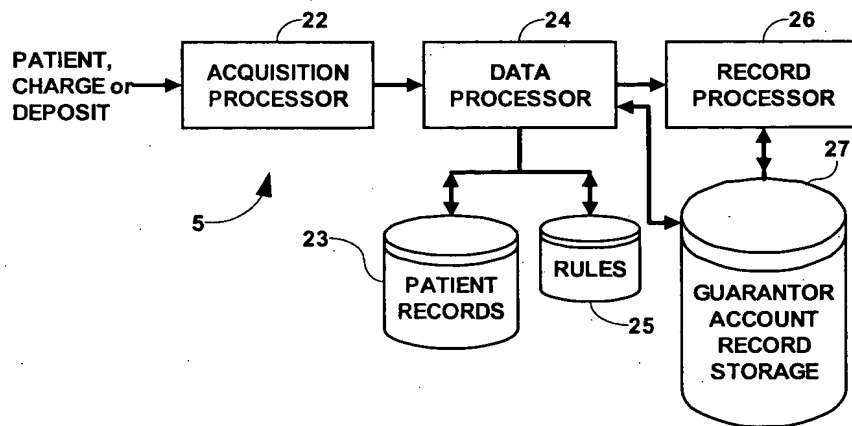 22
24
26
PATIENT,
CHARGE or
DEPOSIT
ACQUISITION
PROCESSOR
DATA
PROCESSOR
RECORD
PROCESSOR
27
5
23
PATIENT
RECORDS
RULES
25
GUARANTOR
ACCOUNT
RECORD
STORAGE